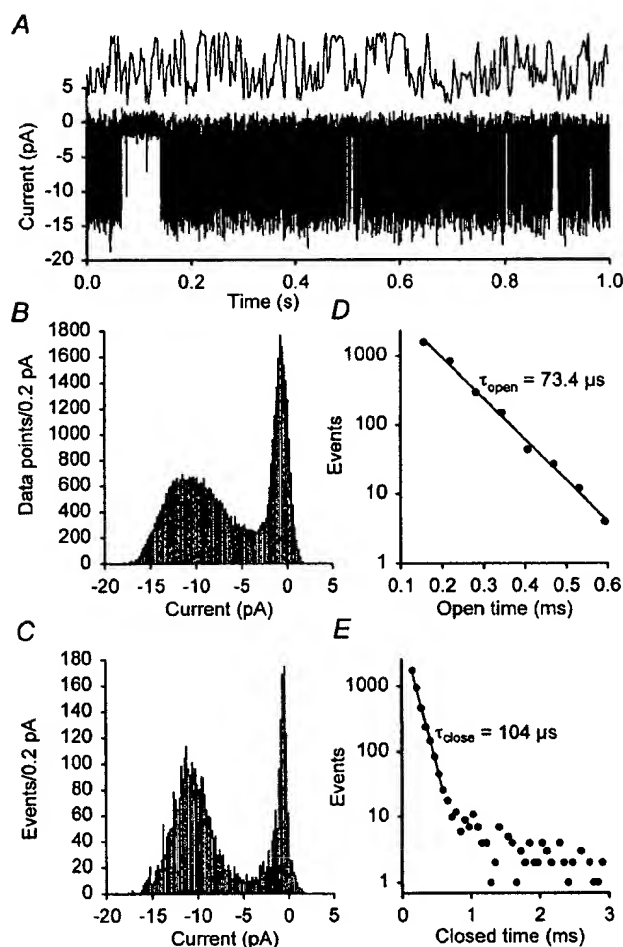 A
5
0
-5
-10
-15
-20
Current (pA)
0.0 0.2 0.4 0.6 0.8 1.0
Time (s)
B
1800
1600
1400
1200
1000
800
600
400
200
0
Data points/0.2 pA
-20 -15 -10 -5 0 5
Current (pA)
D
1000
100
10
1
Events
τopen = 73.4 µs
0.1 0.2 0.3 0.4 0.5 0.6
Open time (ms)
C
180
160
140
120
100
80
60
40
20
0
Events/0.2 pA
-20 -15 -10 -5 0 5
Current (pA)
E
1000
100
10
1
Events
τclose = 104 µs
0 1 2 3
Closed time (ms)